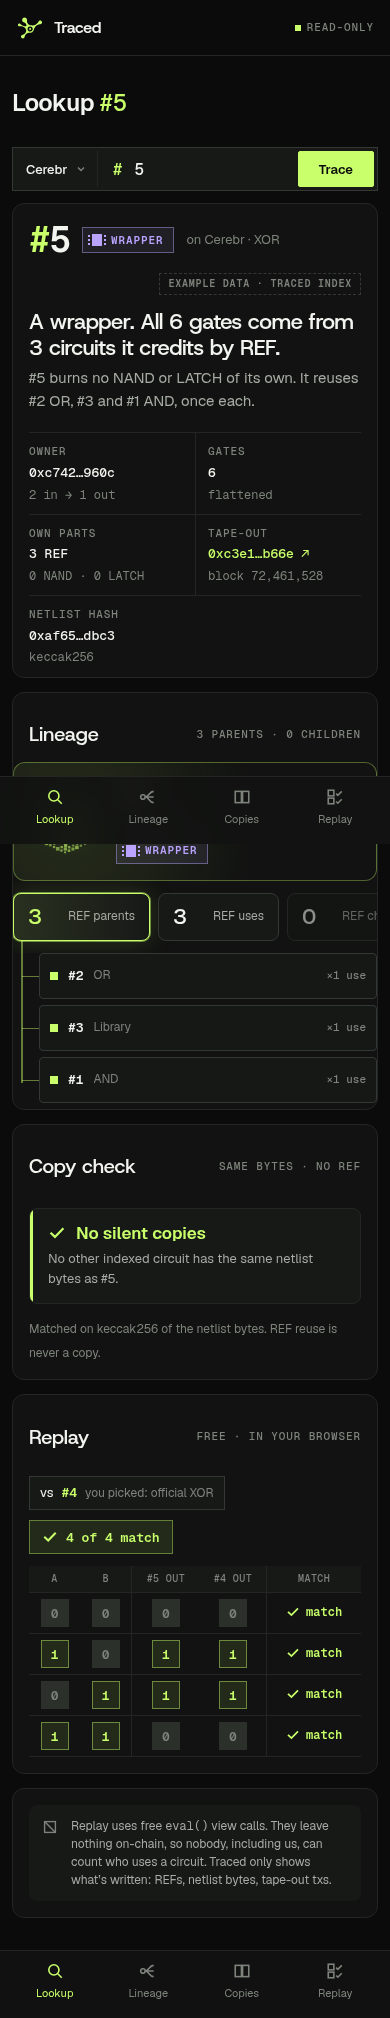 Traced
READ-ONLY
Lookup #5
Cerebr
# 5
Trace
#5
WRAPPER
on Cerebr · XOR
EXAMPLE DATA · TRACED INDEX
A wrapper. All 6 gates come from
3 circuits it credits by REF.
#5 burns no NAND or LATCH of its own. It reuses
#2 OR, #3 and #1 AND, once each.
OWNER
0xc742…960c
2 in → 1 out
GATES
6
flattened
OWN PARTS
3 REF
0 NAND · 0 LATCH
TAPE-OUT
0xc3e1…b66e ↗
block 72,461,528
NETLIST HASH
0xaf65…dbc3
keccak256
Lineage
3 PARENTS · 0 CHILDREN
Lookup
Lineage
Copies
Replay
WRAPPER
3 REF parents
3 REF uses
0 REF ch
#2 OR ×1 use
#3 Library ×1 use
#1 AND ×1 use
Copy check
SAME BYTES · NO REF
No silent copies
No other indexed circuit has the same netlist
bytes as #5.
Matched on keccak256 of the netlist bytes. REF reuse is
never a copy.
Replay
FREE · IN YOUR BROWSER
vs #4 you picked: official XOR
4 of 4 match
A B #5 OUT #4 OUT MATCH
0 0 0 0 match
1 0 1 1 match
0 1 1 1 match
1 1 0 0 match
Replay uses free eval() view calls. They leave
nothing on-chain, so nobody, including us, can
count who uses a circuit. Traced only shows
what's written: REFs, netlist bytes, tape-out txs.
Lookup
Lineage
Copies
Replay